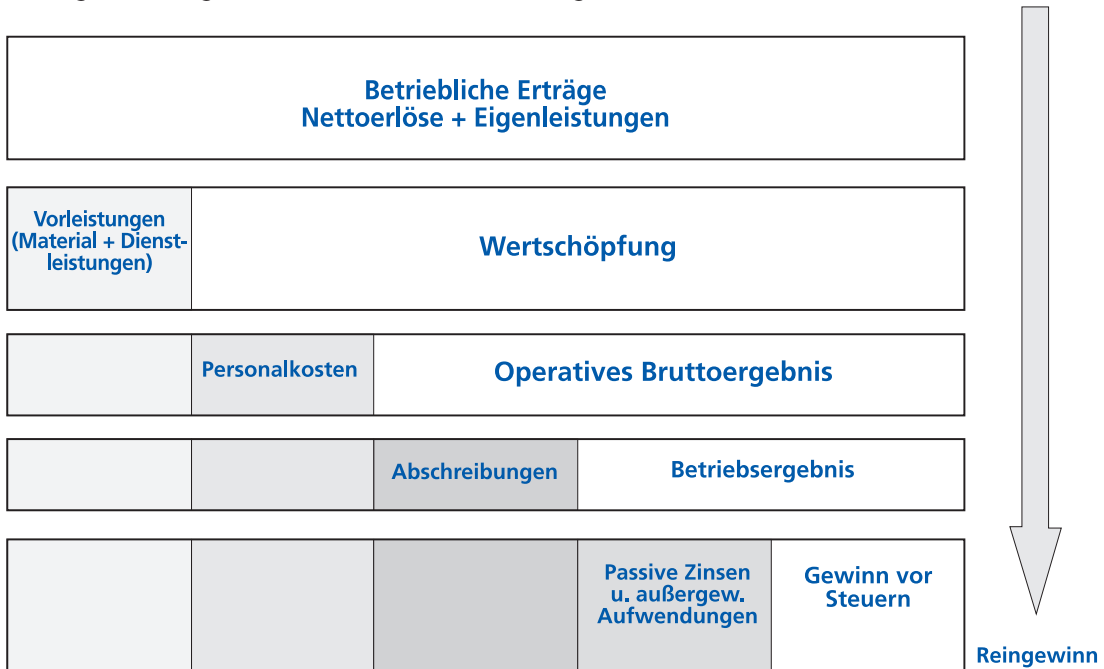 Betriebliche Erträge
Nettoerlöse + Eigenleistungen
Vorleistungen
(Material + Dienst-
leistungen)
Wertschöpfung
Personalkosten
Operatives Bruttoergebnis
Abschreibungen
Betriebsergebnis
Passive Zinsen
u. außergew.
Aufwendungen
Gewinn vor
Steuern
Reingewinn